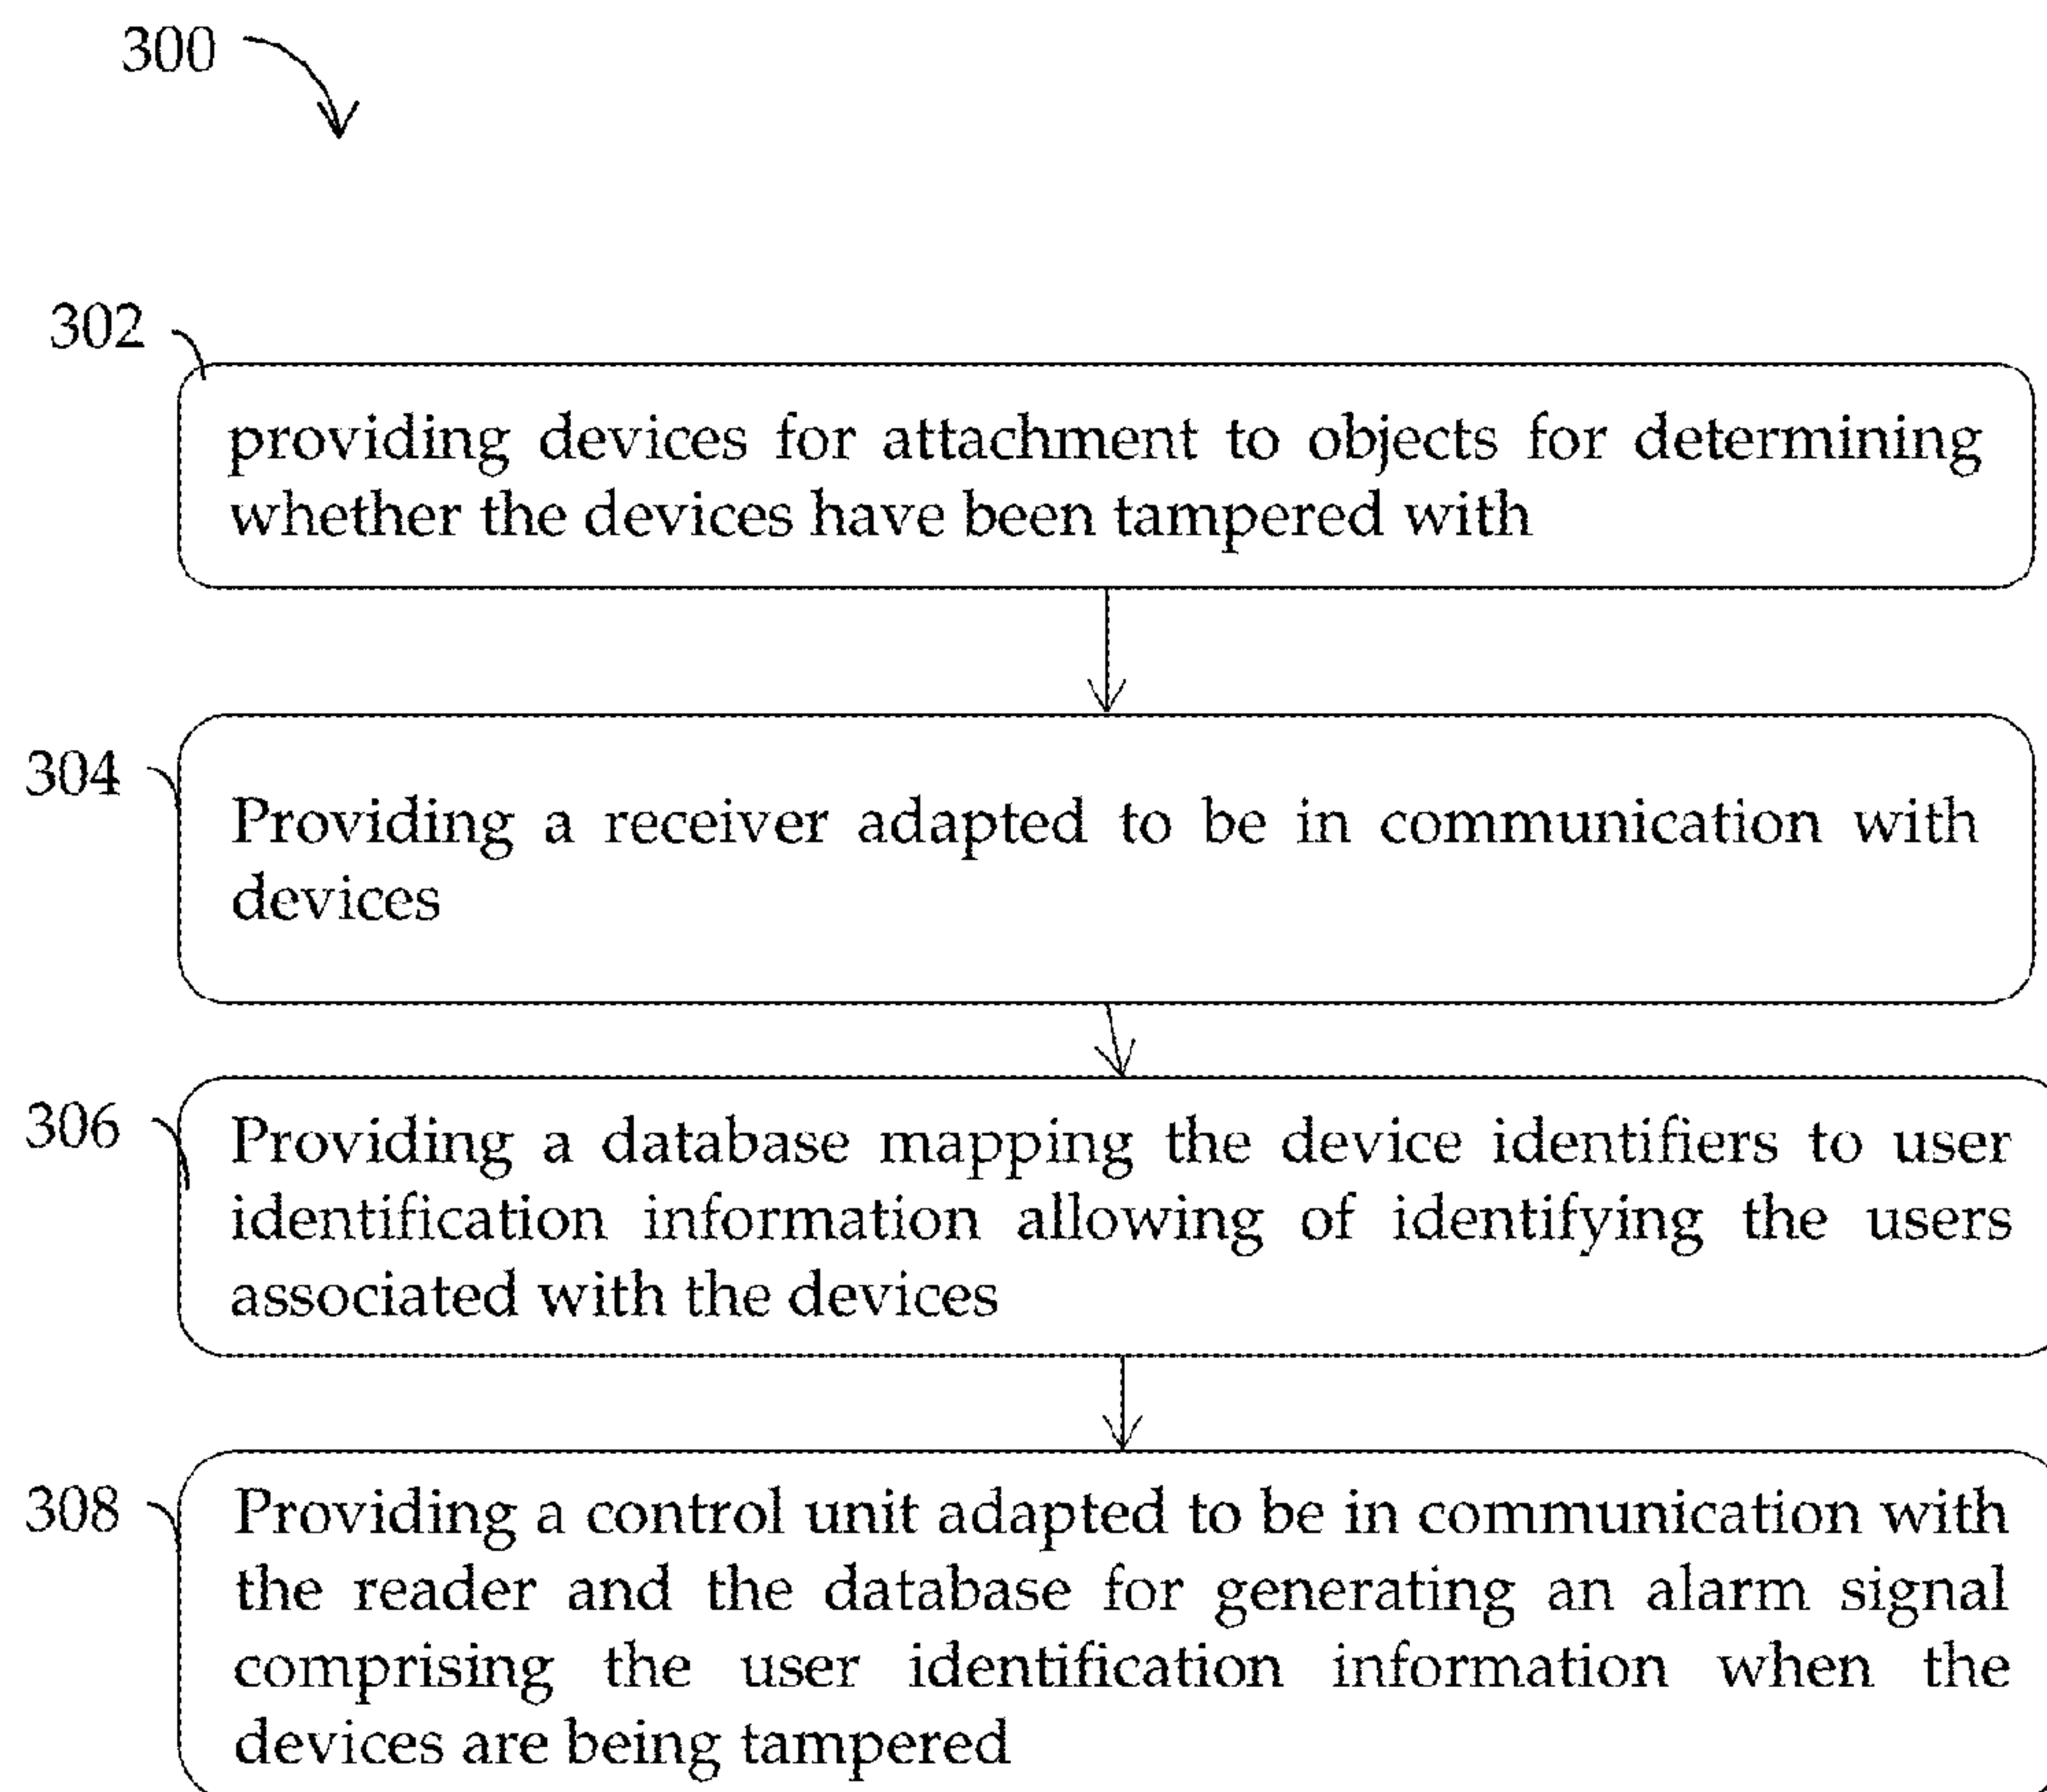 300
302
providing devices for attachment to objects for determining
whether the devices have been tampered with
304
Providing a receiver adapted to be in communication with
devices
306
Providing a database mapping the device identifiers to user
identification information allowing of identifying the users
associated with the devices
308
Providing a control unit adapted to be in communication with
the reader and the database for generating an alarm signal
comprising the user identification information when the
devices are being tampered